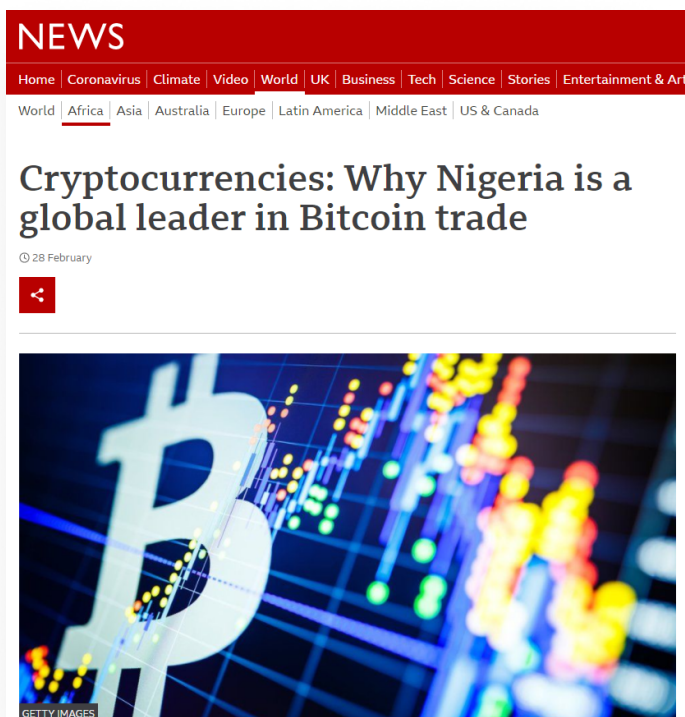 NEWS
Home Coronavirus Climate Video World UK Business Tech Science Stories Entertainment & Art
World Africa Asia Australia Europe Latin America Middle East US & Canada
Cryptocurrencies: Why Nigeria is a
global leader in Bitcoin trade
28 February
GETTY IMAGES